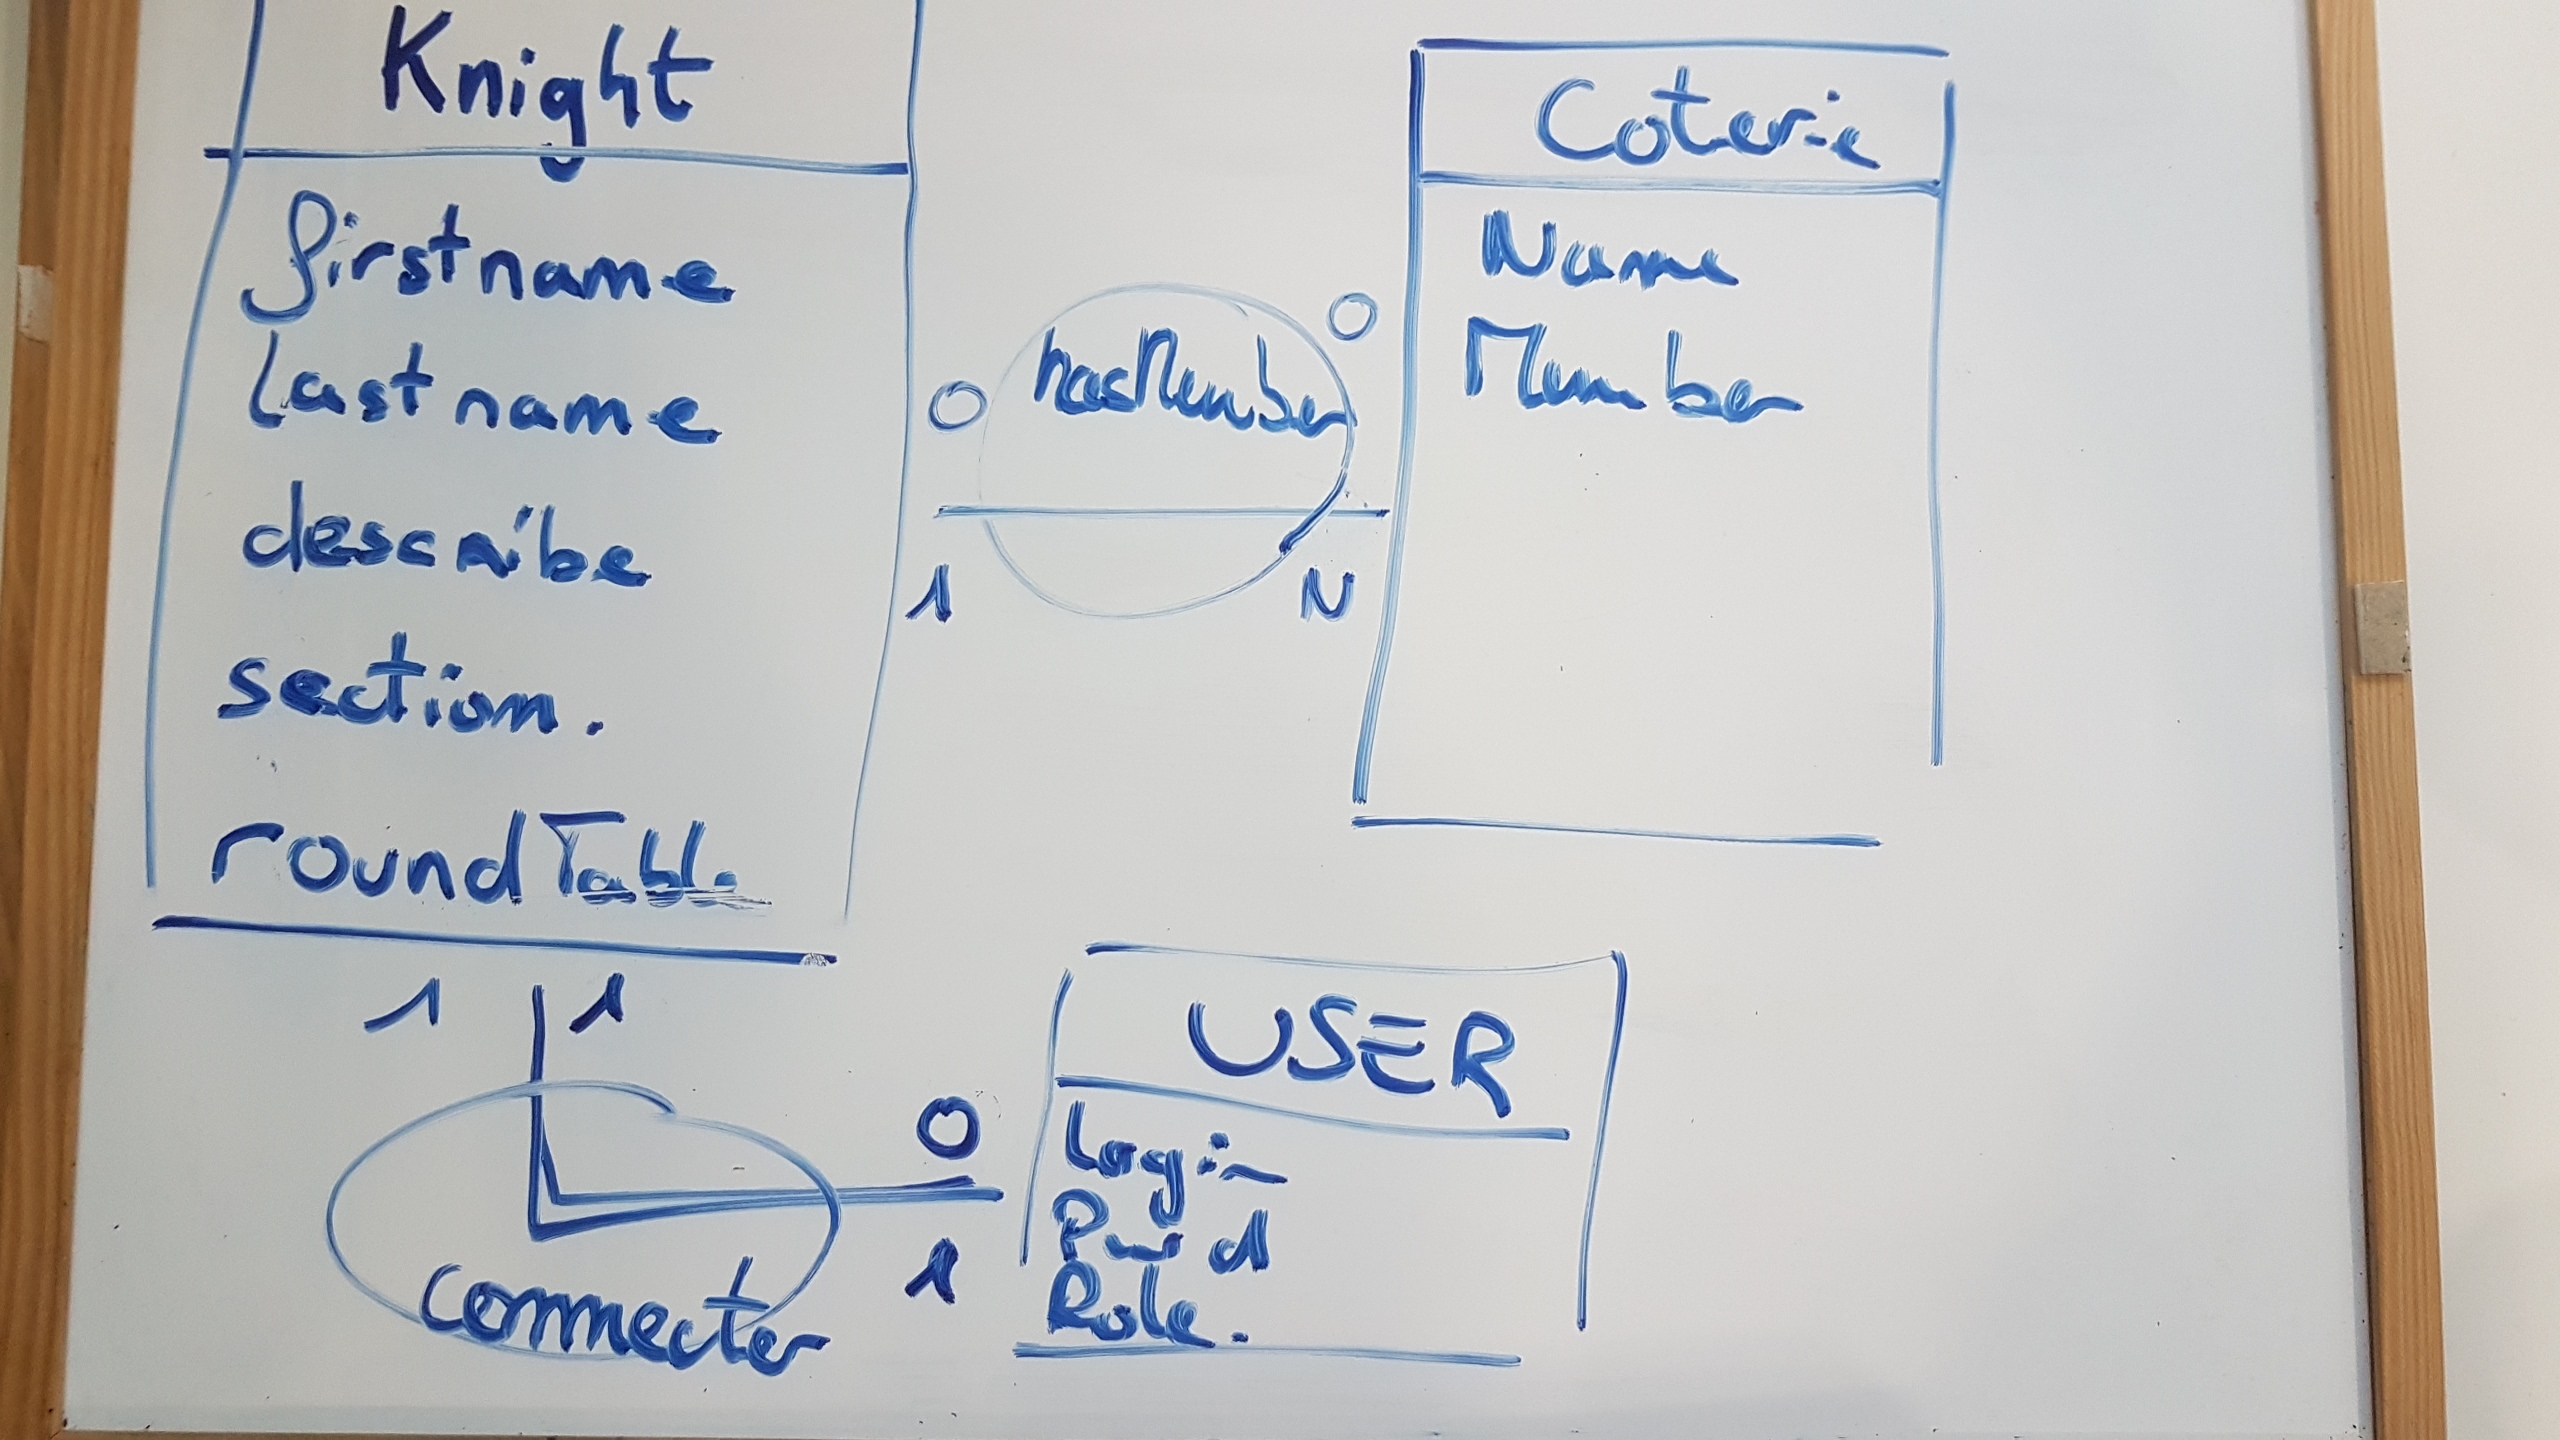 Knight
firstname
lastname
describe
section.
roundTable
1 1
0
hasMember
0
1
N
Coterie
Name
Member
connecter
0
1
USER
Login
Pwd
Role.